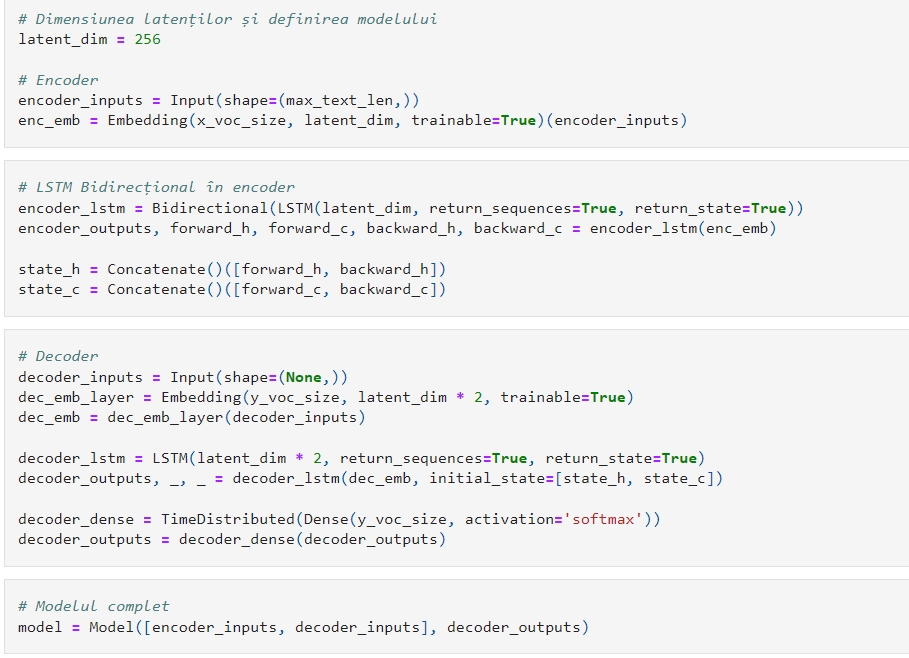 # Dimensiunea latenților și definirea modelului
latent_dim = 256
# Encoder
encoder_inputs = Input(shape=(max_text_len,))
enc_emb = Embedding(x_voc_size, latent_dim, trainable=True)(encoder_inputs)
# LSTM Bidirecțional în encoder
encoder_lstm = Bidirectional(LSTM(latent_dim, return_sequences=True, return_state=True))
encoder_outputs, forward_h, forward_c, backward_h, backward_c = encoder_lstm(enc_emb)
state_h = Concatenate()([forward_h, backward_h])
state_c = Concatenate()([forward_c, backward_c])
# Decoder
decoder_inputs = Input(shape=(None,))
dec_emb_layer = Embedding(y_voc_size, latent_dim * 2, trainable=True)
dec_emb = dec_emb_layer(decoder_inputs)
decoder_lstm = LSTM(latent_dim * 2, return_sequences=True, return_state=True)
decoder_outputs, _, _ = decoder_lstm(dec_emb, initial_state=[state_h, state_c])
decoder_dense = TimeDistributed(Dense(y_voc_size, activation='softmax'))
decoder_outputs = decoder_dense(decoder_outputs)
# Modelul complet
model = Model([encoder_inputs, decoder_inputs], decoder_outputs)